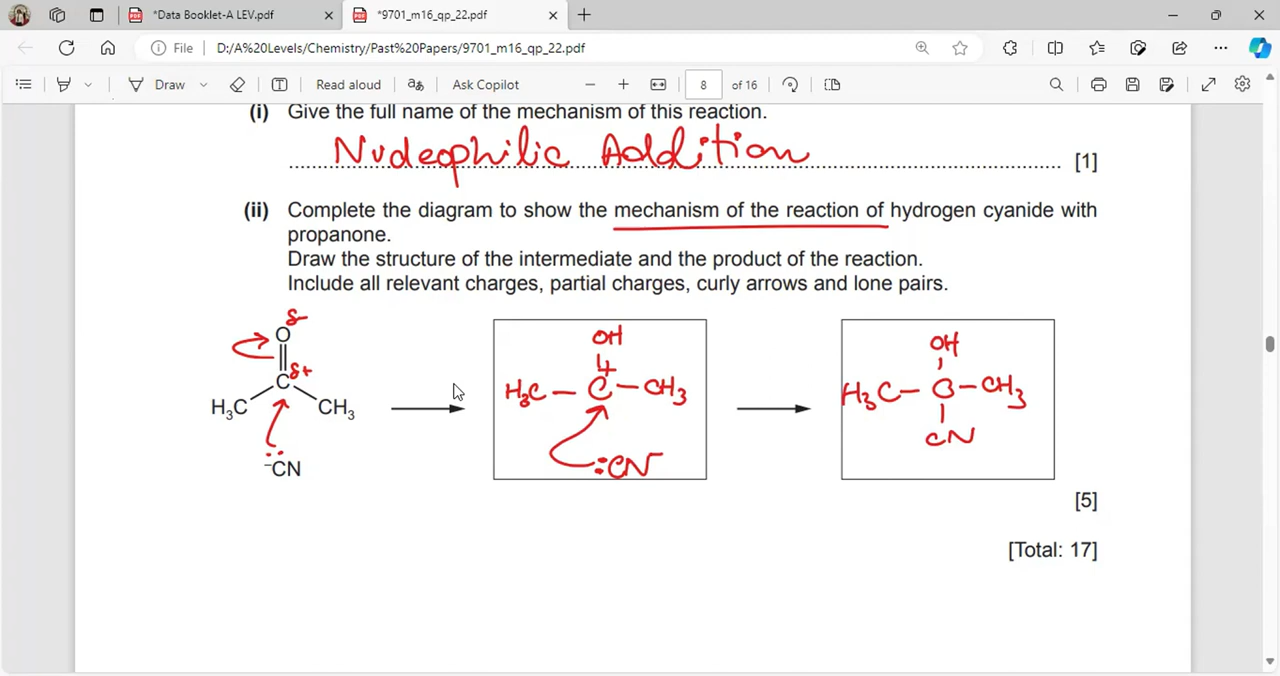 *Data Booklet-A LEV.pdf
*9701_m16_qp_22.pdf
File D:/A%20Levels/Chemistry/Past%20Papers/9701_m16_qp_22.pdf
Draw Read aloud aあ Ask Copilot 8 of 16
(i) Give the full name of the mechanism of this reaction.
Nucleophilic Addition [1]
(ii) Complete the diagram to show the mechanism of the reaction of hydrogen cyanide with
propanone.
Draw the structure of the intermediate and the product of the reaction.
Include all relevant charges, partial charges, curly arrows and lone pairs.
δ-
O
C δ+
H₃C CH₃
:⁻CN
OH
H₃C – C – CH₃
:CN⁻
OH
H₃C – C – CH₃
CN
[5]
[Total: 17]